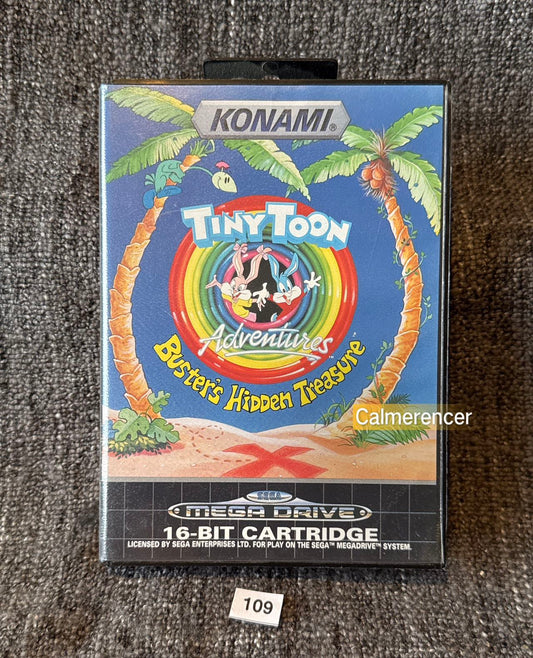 KONAMI®
TINY TOON
Adventures™
Buster's Hidden Treasure
Calmerencer
SEGA
MEGA DRIVE
16-BIT CARTRIDGE
LICENSED BY SEGA ENTERPRISES LTD. FOR PLAY ON THE SEGA™ MEGADRIVE™ SYSTEM.
109